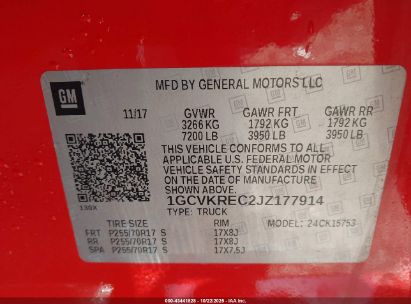 GM
MFD BY GENERAL MOTORS LLC
11/17 GVWR GAWR FRT GAWR RR
3266 KG 1792 KG 1792 KG
7200 LB 3950 LB 3950 LB
THIS VEHICLE CONFORMS TO ALL
APPLICABLE U.S. FEDERAL MOTOR
VEHICLE SAFETY STANDARDS IN EFFECT
ON THE DATE OF MANUFACTURE
SHOWN ABOVE.
1GCVKREC2JZ177914
TYPE: TRUCK MODEL: 24CK15753
TIRE SIZE RIM
FRT P255/70R17 S 17X8J
RR P255/70R17 S 17X8J
SPA P255/70R17 S 17X7.5J